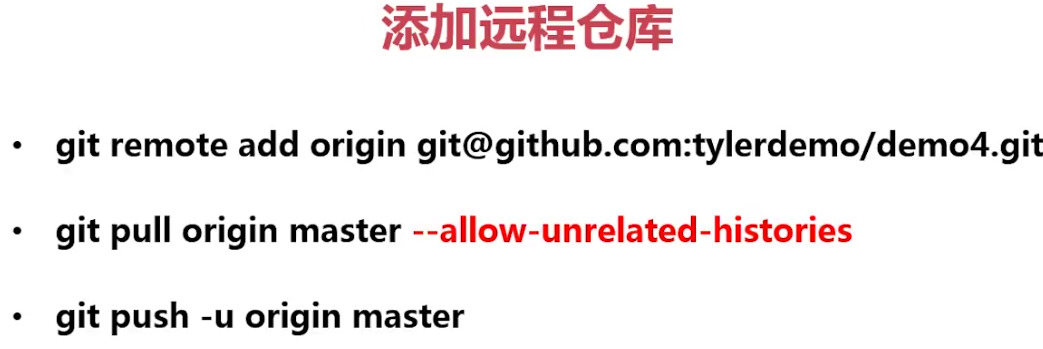 添加远程仓库
• git remote add origin git@github.com:tylerdemo/demo4.git
• git pull origin master --allow-unrelated-histories
• git push -u origin master